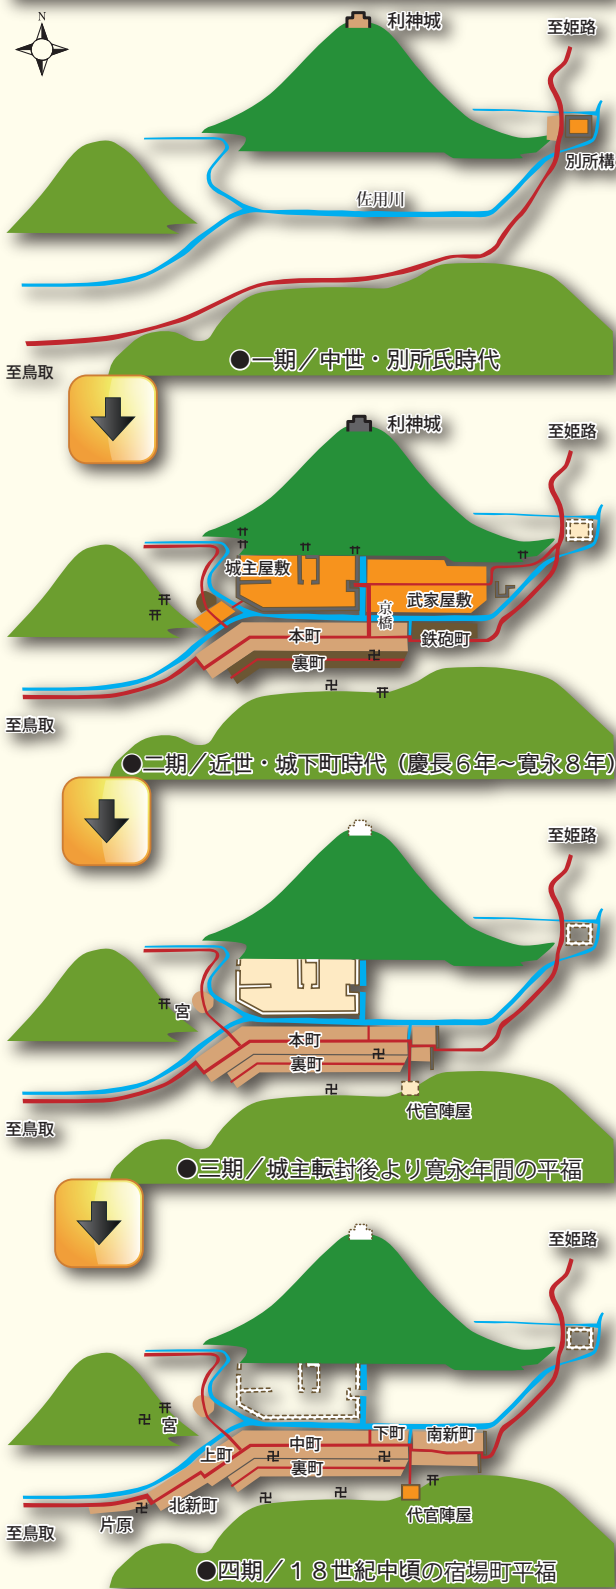 N
利神城
至姫路
別所構
佐用川
至鳥取
●一期／中世・別所氏時代
利神城
至姫路
城主屋敷
武家屋敷
京橋
本町
鉄砲町
裏町
至鳥取
●二期／近世・城下町時代（慶長６年～寛永８年）
至姫路
宮
本町
裏町
代官陣屋
至鳥取
●三期／城主転封後より寛永年間の平福
至姫路
宮
下町
南新町
上町
中町
裏町
北新町
片原
代官陣屋
至鳥取
●四期／１８世紀中頃の宿場町平福